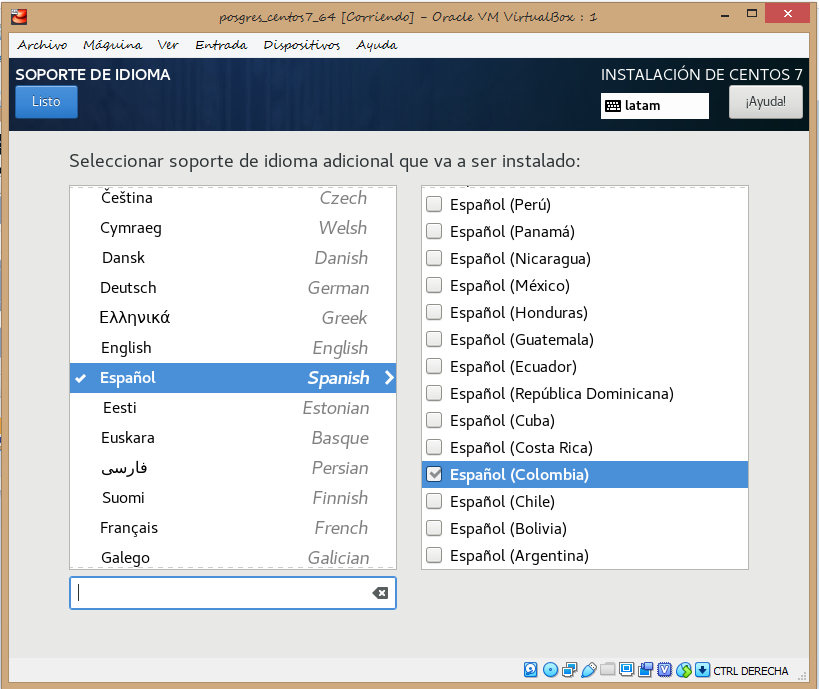 posgres_centos7_64 [Corriendo] - Oracle VM VirtualBox : 1
Archivo Máquina Ver Entrada Dispositivos Ayuda
SOPORTE DE IDIOMA
Listo
INSTALACIÓN DE CENTOS 7
latam
¡Ayuda!
Seleccionar soporte de idioma adicional que va a ser instalado:
Čeština Czech
Cymraeg Welsh
Dansk Danish
Deutsch German
Ελληνικά Greek
English English
Español Spanish
Eesti Estonian
Euskara Basque
فارسی Persian
Suomi Finnish
Français French
Galego Galician
Español (Perú)
Español (Panamá)
Español (Nicaragua)
Español (México)
Español (Honduras)
Español (Guatemala)
Español (Ecuador)
Español (República Dominicana)
Español (Cuba)
Español (Costa Rica)
Español (Colombia)
Español (Chile)
Español (Bolivia)
Español (Argentina)
CTRL DERECHA